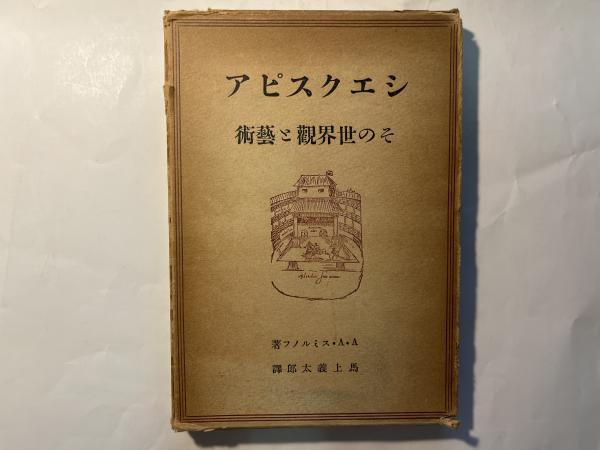 シエクスピア
その世界觀と藝術
A・A・スミルノフ著
馬上義太郎譯